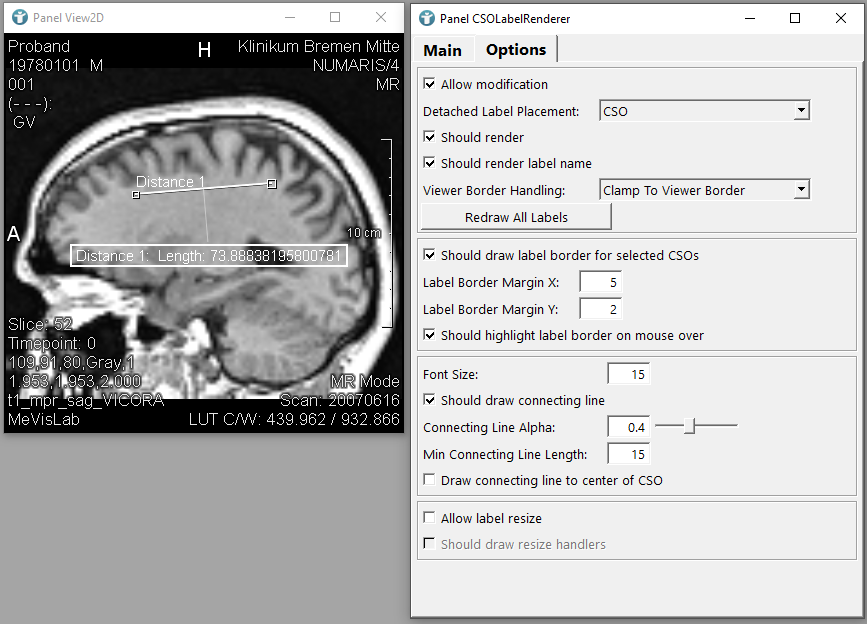 Panel View2D
Proband
19780101 M
001
(- - -):
GV
H
Klinikum Bremen Mitte
NUMARIS/4
MR
Distance 1
A
10 cm
Distance 1: Length: 73.88838195800781
Slice: 52
Timepoint: 0
109,91,80,Gray,1
1.953,1.953,2.000
t1_mpr_sag_VICORA
MeVisLab
MR Mode
Scan: 20070616
LUT C/W: 439.962 / 932.866
Panel CSOLabelRenderer
Main Options
Allow modification
Detached Label Placement: CSO
Should render
Should render label name
Viewer Border Handling: Clamp To Viewer Border
Redraw All Labels
Should draw label border for selected CSOs
Label Border Margin X: 5
Label Border Margin Y: 2
Should highlight label border on mouse over
Font Size: 15
Should draw connecting line
Connecting Line Alpha: 0.4
Min Connecting Line Length: 15
Draw connecting line to center of CSO
Allow label resize
Should draw resize handlers